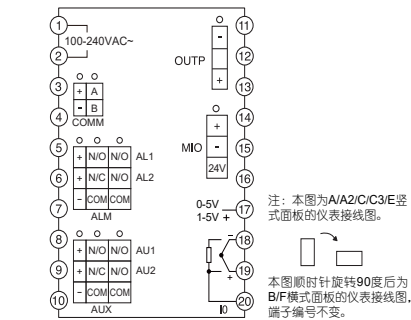 1
100-240VAC~
2
3
+ A
- B
4
COMM
5
+ N/O N/O AL1
6
+ N/C N/O AL2
7
- COM COM
ALM
8
+ N/O N/O AU1
9
+ N/C N/O AU2
10
- COM COM
AUX
11
-
OUTP
12
+
13
14
+
MIO
-
15
24V
16
0-5V
1-5V + - 17
18
-
+
19
20
I0
注：本图为A/A2/C/C3/E竖
式面板的仪表接线图。
本图顺时针旋转90度后为
B/F横式面板的仪表接线图，
端子编号不变。